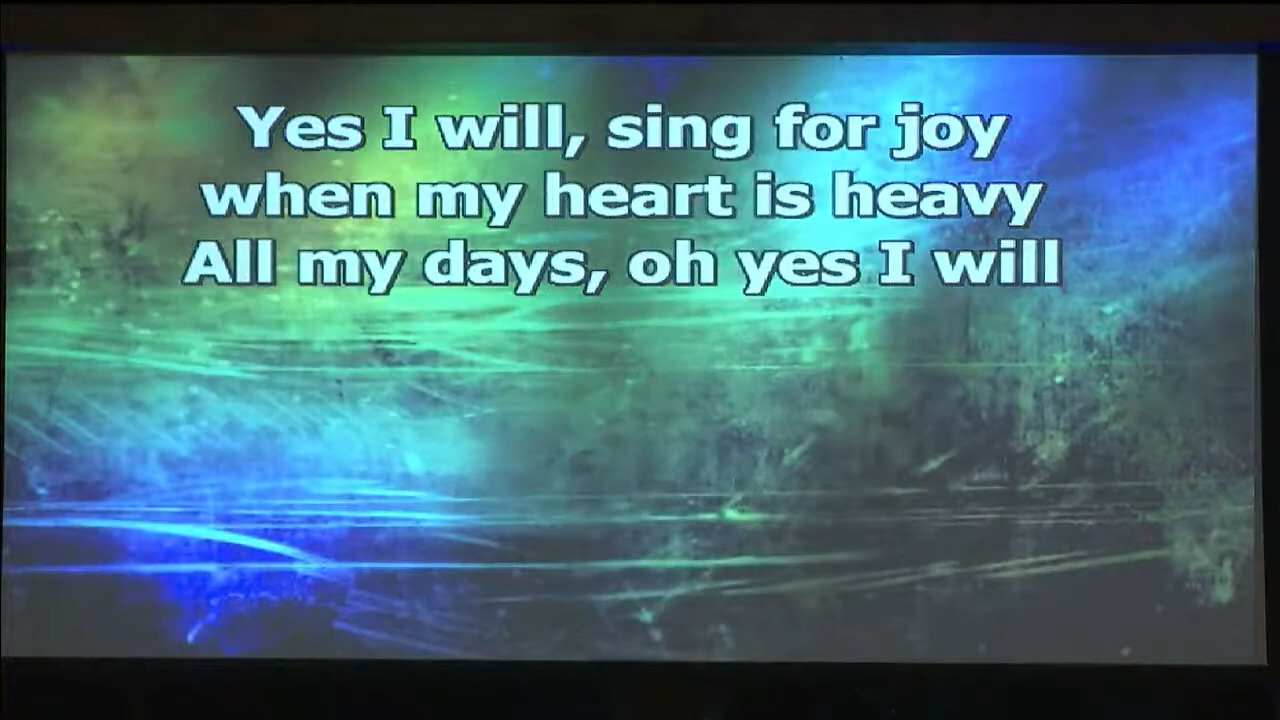 Yes I will, sing for joy
when my heart is heavy
All my days, oh yes I will